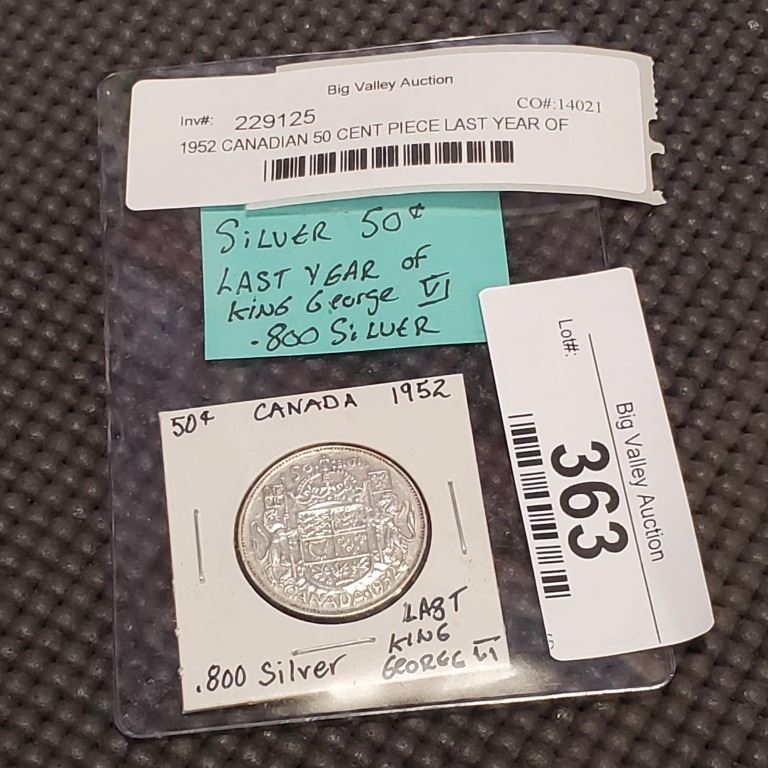 Big Valley Auction
Inv#: 229125 CO#:14021
1952 CANADIAN 50 CENT PIECE LAST YEAR OF
SiLVER 50¢
LAST YEAR of
KING George VI
.800 SiLVER
Lot#:
363
Big Valley Auction
50¢ CANADA 1952
50
CANADA 1952
LAST
KING
GEORGE VI
.800 Silver